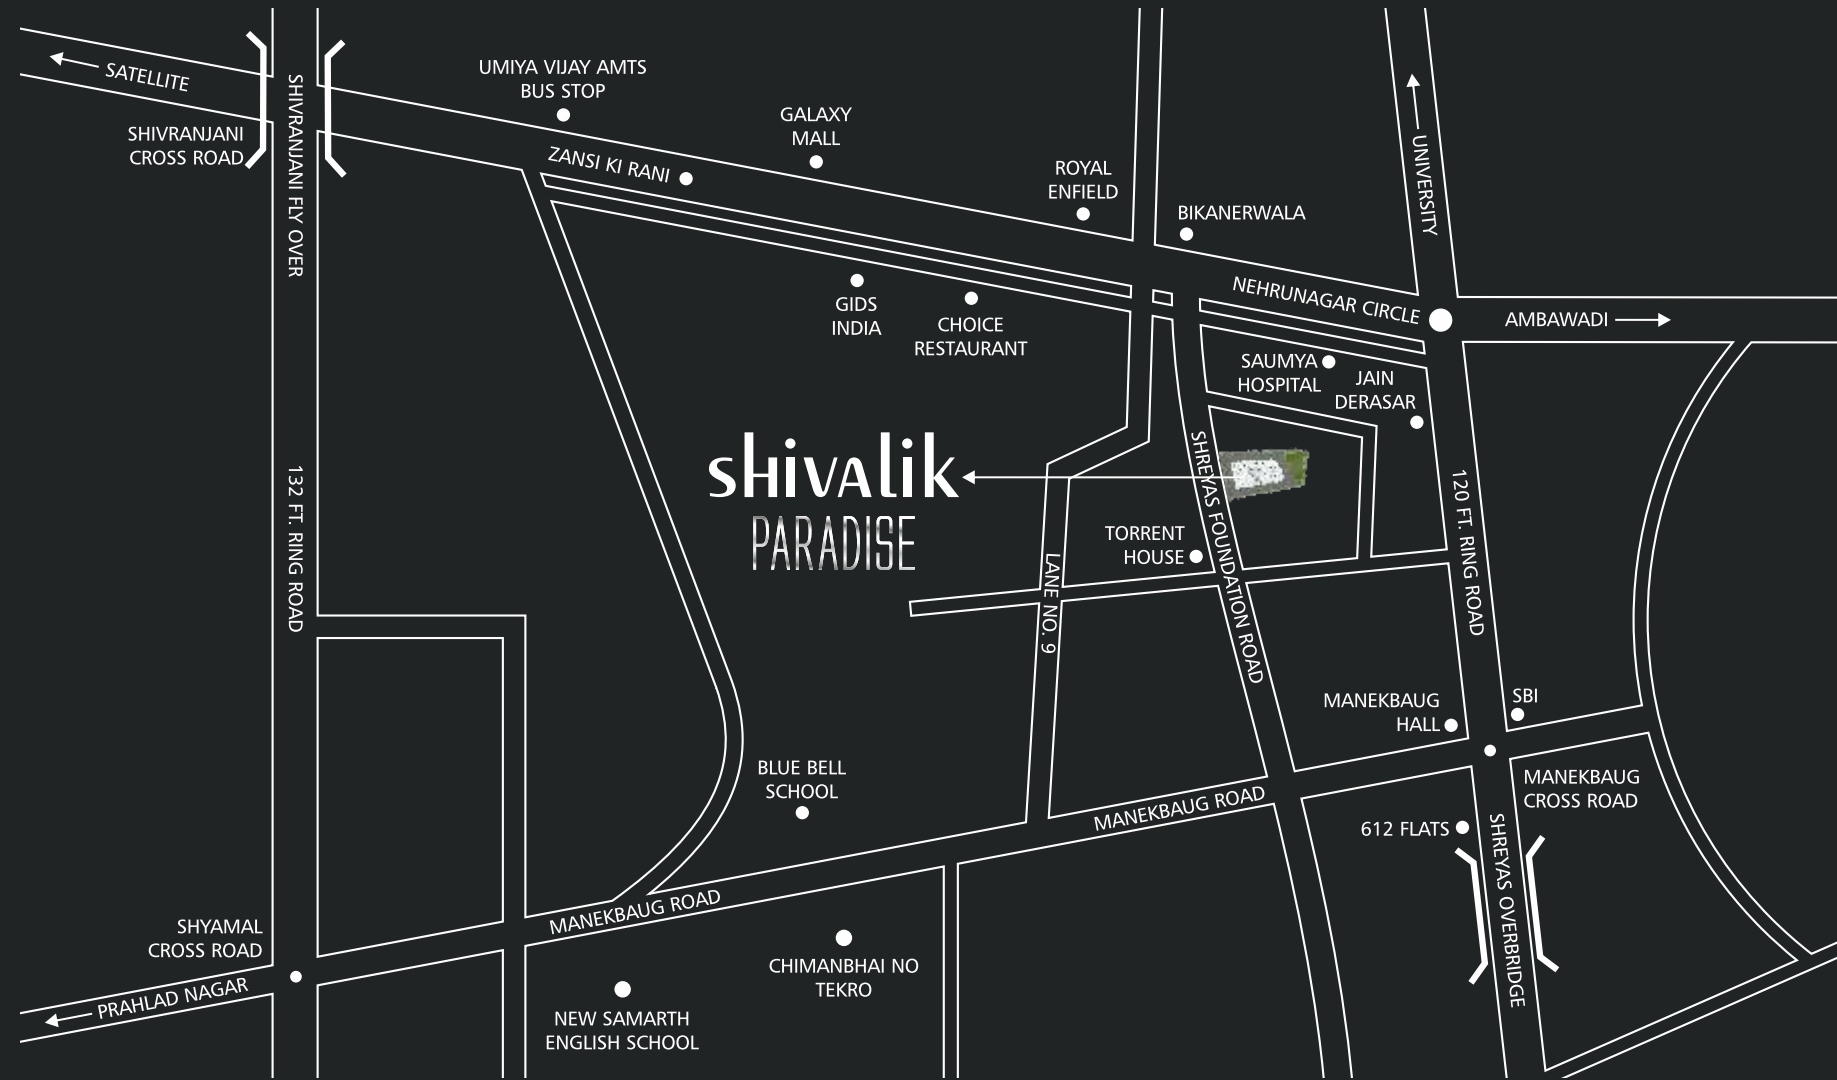 SATELLITE
SHIVRANJANI
CROSS ROAD
SHIVRANJANI FLY OVER
UMIYA VIJAY AMTS
BUS STOP
ZANSI KI RANI
GALAXY
MALL
ROYAL
ENFIELD
BIKANERWALA
UNIVERSITY
NEHRUNAGAR CIRCLE
AMBAWADI
GIDS
INDIA
CHOICE
RESTAURANT
SAUMYA
HOSPITAL
JAIN
DERASAR
shivalik
PARADISE
132 FT. RING ROAD
SHREYAS FOUNDATION ROAD
120 FT. RING ROAD
TORRENT
HOUSE
LANE NO. 9
MANEKBAUG
HALL
SBI
BLUE BELL
SCHOOL
MANEKBAUG ROAD
MANEKBAUG
CROSS ROAD
612 FLATS
SHREYAS OVERBRIDGE
MANEKBAUG ROAD
SHYAMAL
CROSS ROAD
PRAHLAD NAGAR
CHIMANBHAI NO
TEKRO
NEW SAMARTH
ENGLISH SCHOOL